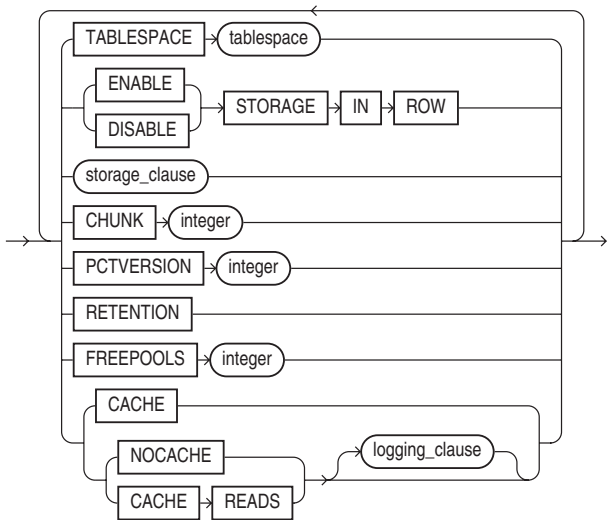 TABLESPACE tablespace
ENABLE
DISABLE
STORAGE IN ROW
storage_clause
CHUNK integer
PCTVERSION integer
RETENTION
FREEPOOLS integer
CACHE
NOCACHE
CACHE READS
logging_clause